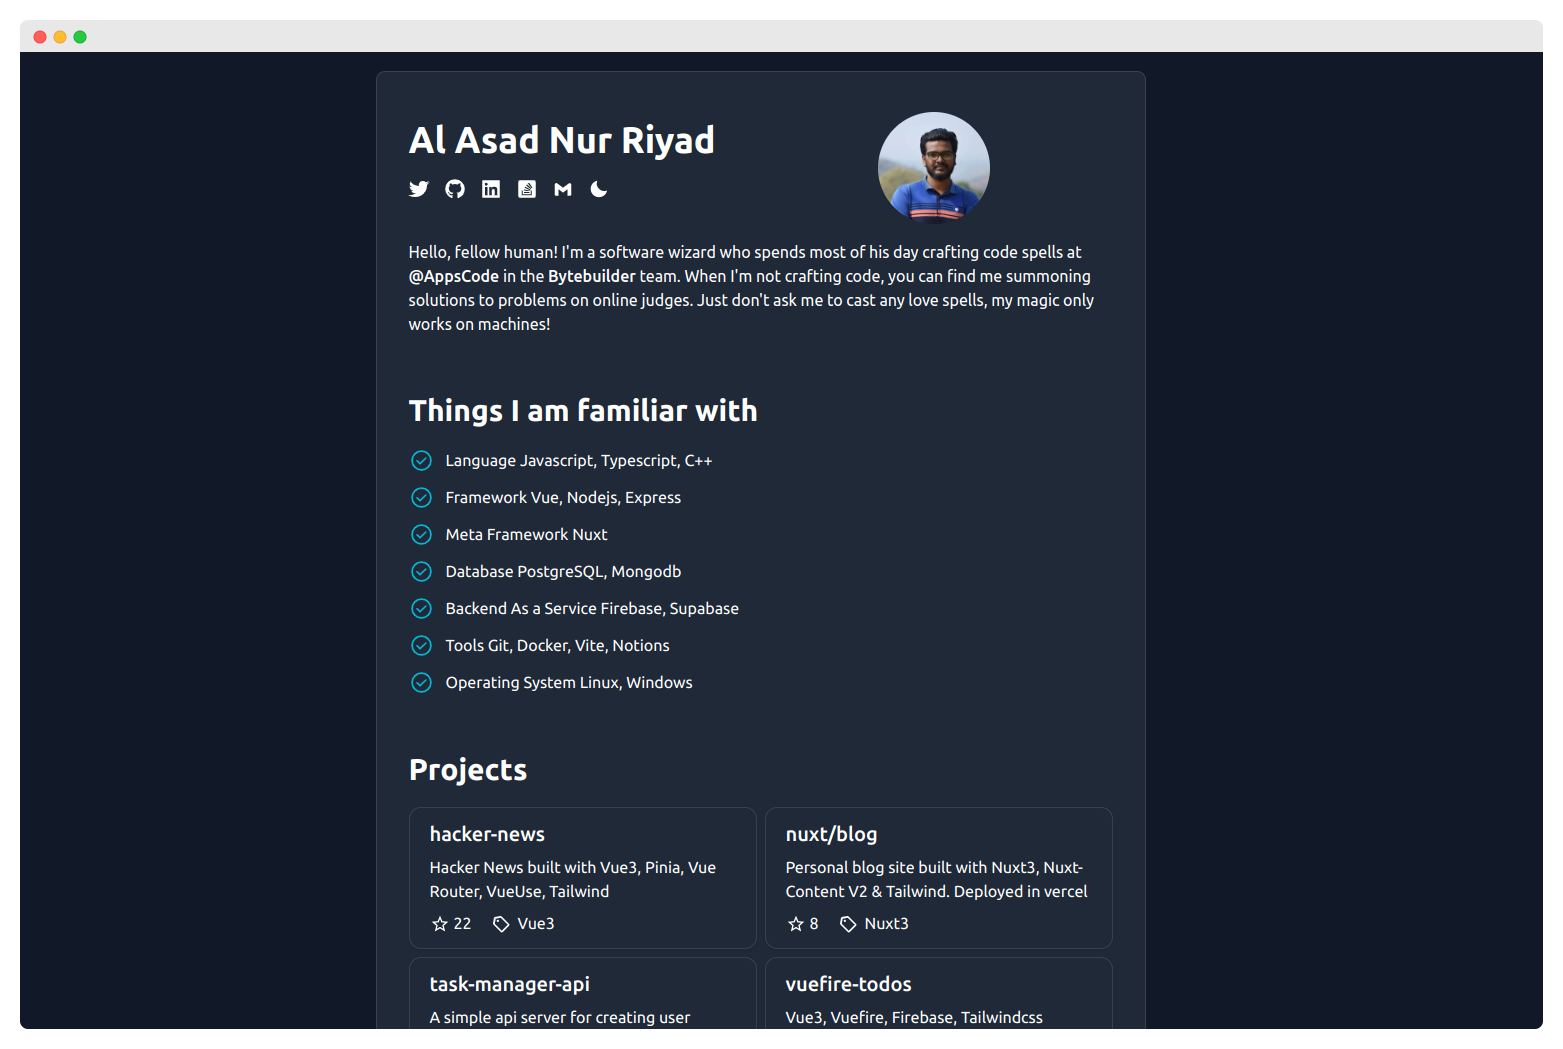 Al Asad Nur Riyad
Hello, fellow human! I'm a software wizard who spends most of his day crafting code spells at
@AppsCode in the Bytebuilder team. When I'm not crafting code, you can find me summoning
solutions to problems on online judges. Just don't ask me to cast any love spells, my magic only
works on machines!
Things I am familiar with
Language Javascript, Typescript, C++
Framework Vue, Nodejs, Express
Meta Framework Nuxt
Database PostgreSQL, Mongodb
Backend As a Service Firebase, Supabase
Tools Git, Docker, Vite, Notions
Operating System Linux, Windows
Projects
hacker-news
Hacker News built with Vue3, Pinia, Vue
Router, VueUse, Tailwind
22 Vue3
nuxt/blog
Personal blog site built with Nuxt3, Nuxt-
Content V2 & Tailwind. Deployed in vercel
8 Nuxt3
task-manager-api
A simple api server for creating user
vuefire-todos
Vue3, Vuefire, Firebase, Tailwindcss